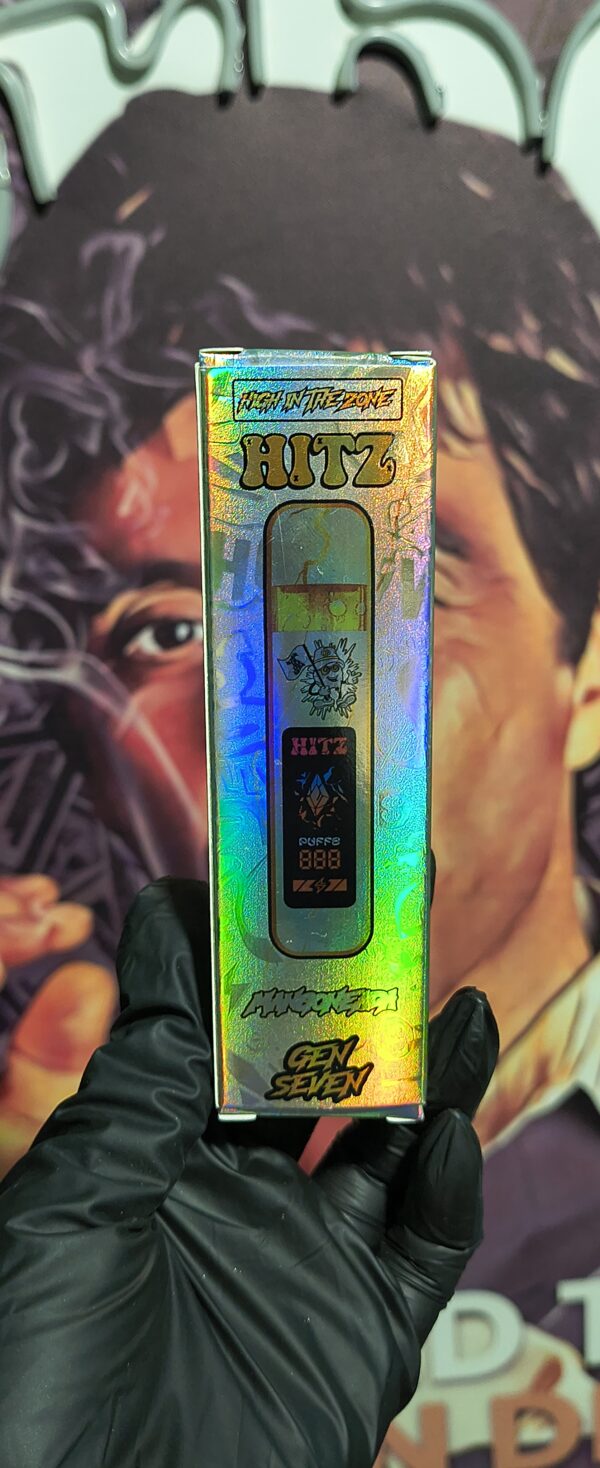 HIGH IN THE ZONE
HITZ
HITZ
PUFFS
888
GEN
SEVEN
D